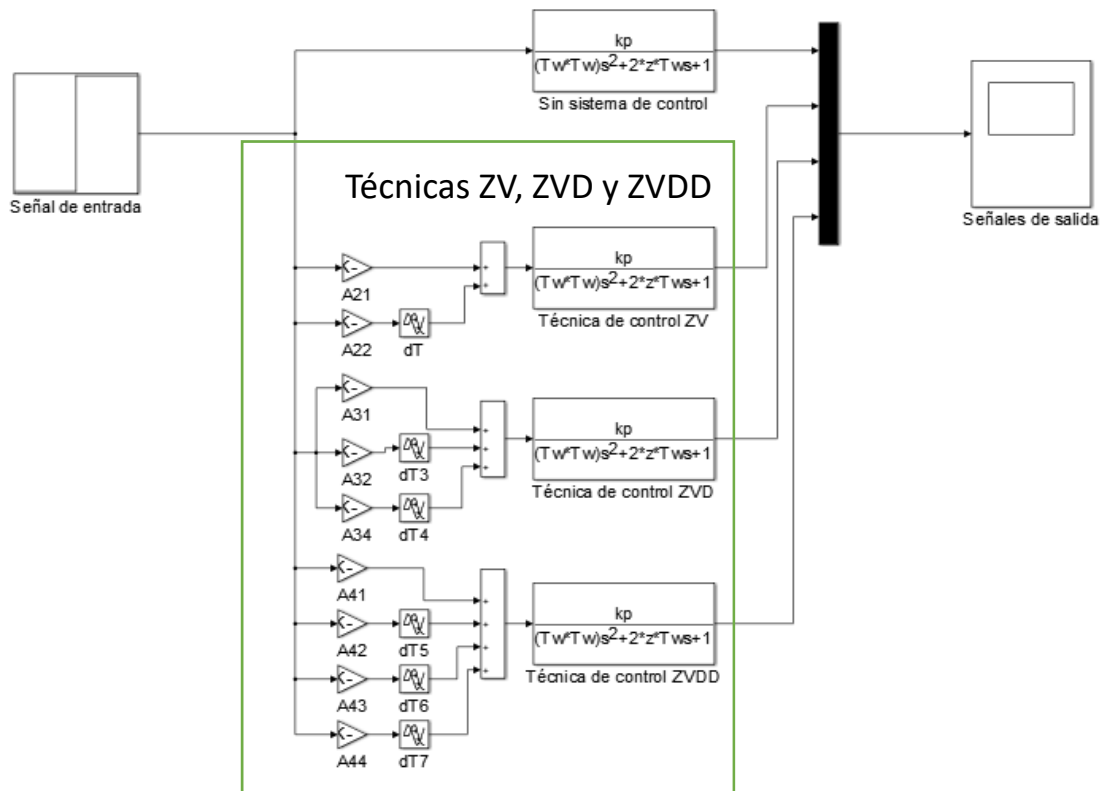 kp
(Tw*Tw)s2+2*z*Tws+1
Sin sistema de control
Señal de entrada
Señales de salida
Técnicas ZV, ZVD y ZVDD
A21
A22
dT
+
+
kp
(Tw*Tw)s2+2*z*Tws+1
Técnica de control ZV
A31
A32
dT3
A34
dT4
+
+
+
kp
(Tw*Tw)s2+2*z*Tws+1
Técnica de control ZVD
A41
A42
dT5
A43
dT6
A44
dT7
+
+
+
+
kp
(Tw*Tw)s2+2*z*Tws+1
Técnica de control ZVDD